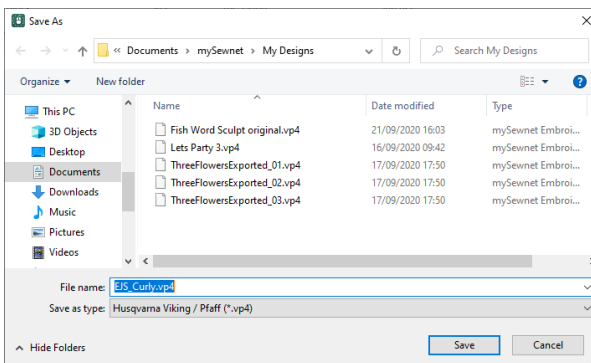 Save As
« Documents › mySewnet › My Designs
Search My Designs
Organize
New folder
Name
Date modified
Type
This PC
3D Objects
Desktop
Documents
Downloads
Music
Pictures
Videos
Fish Word Sculpt original.vp4 21/09/2020 16:03 mySewnet Embroi...
Lets Party 3.vp4 16/09/2020 09:42 mySewnet Embroi...
ThreeFlowersExported_01.vp4 17/09/2020 17:50 mySewnet Embroi...
ThreeFlowersExported_02.vp4 17/09/2020 17:50 mySewnet Embroi...
ThreeFlowersExported_03.vp4 17/09/2020 17:50 mySewnet Embroi...
File name: EJS_Curly.vp4
Save as type: Husqvarna Viking / Pfaff (*.vp4)
Hide Folders
Save
Cancel